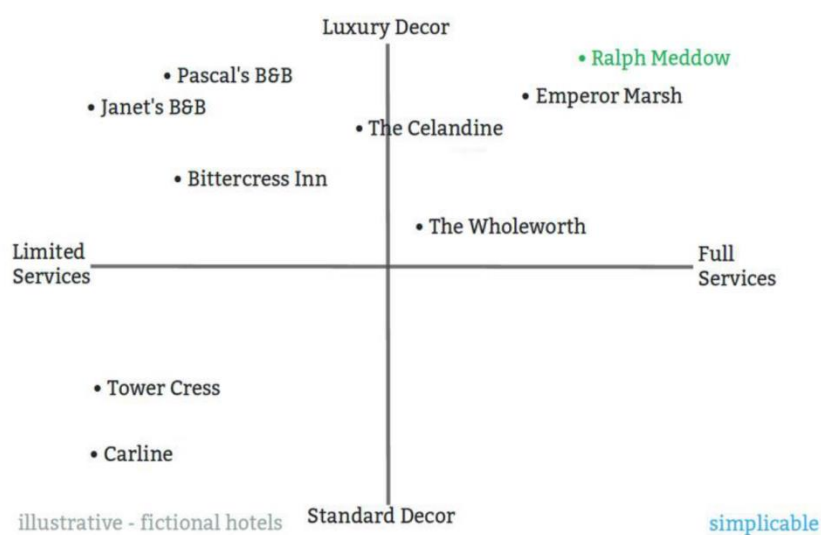 Luxury Decor
• Ralph Meddow
• Pascal's B&B
• Emperor Marsh
• Janet's B&B
• The Celandine
• Bittercress Inn
• The Wholeworth
Limited
Services
Full
Services
• Tower Cress
• Carline
Standard Decor
illustrative - fictional hotels
simplicable